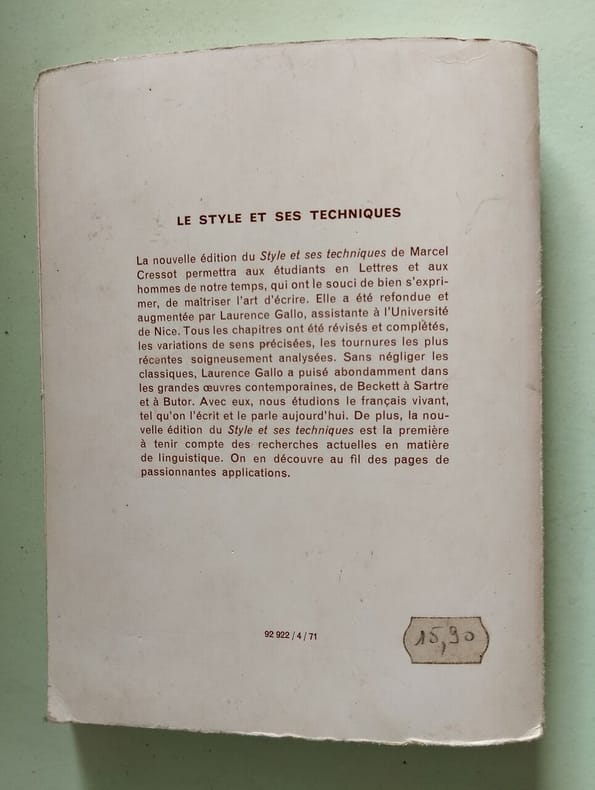 LE STYLE ET SES TECHNIQUES
La nouvelle édition du Style et ses techniques de Marcel
Cressot permettra aux étudiants en Lettres et aux
hommes de notre temps, qui ont le souci de bien s'expri-
mer, de maîtriser l'art d'écrire. Elle a été refondue et
augmentée par Laurence Gallo, assistante à l'Université
de Nice. Tous les chapitres ont été révisés et complétés,
les variations de sens précisées, les tournures les plus
récentes soigneusement analysées. Sans négliger les
classiques, Laurence Gallo a puisé abondamment dans
les grandes œuvres contemporaines, de Beckett à Sartre
et à Butor. Avec eux, nous étudions le français vivant,
tel qu'on l'écrit et le parle aujourd'hui. De plus, la nou-
velle édition du Style et ses techniques est la première
à tenir compte des recherches actuelles en matière
de linguistique. On en découvre au fil des pages de
passionnantes applications.
92 922 / 4 / 71
15,90